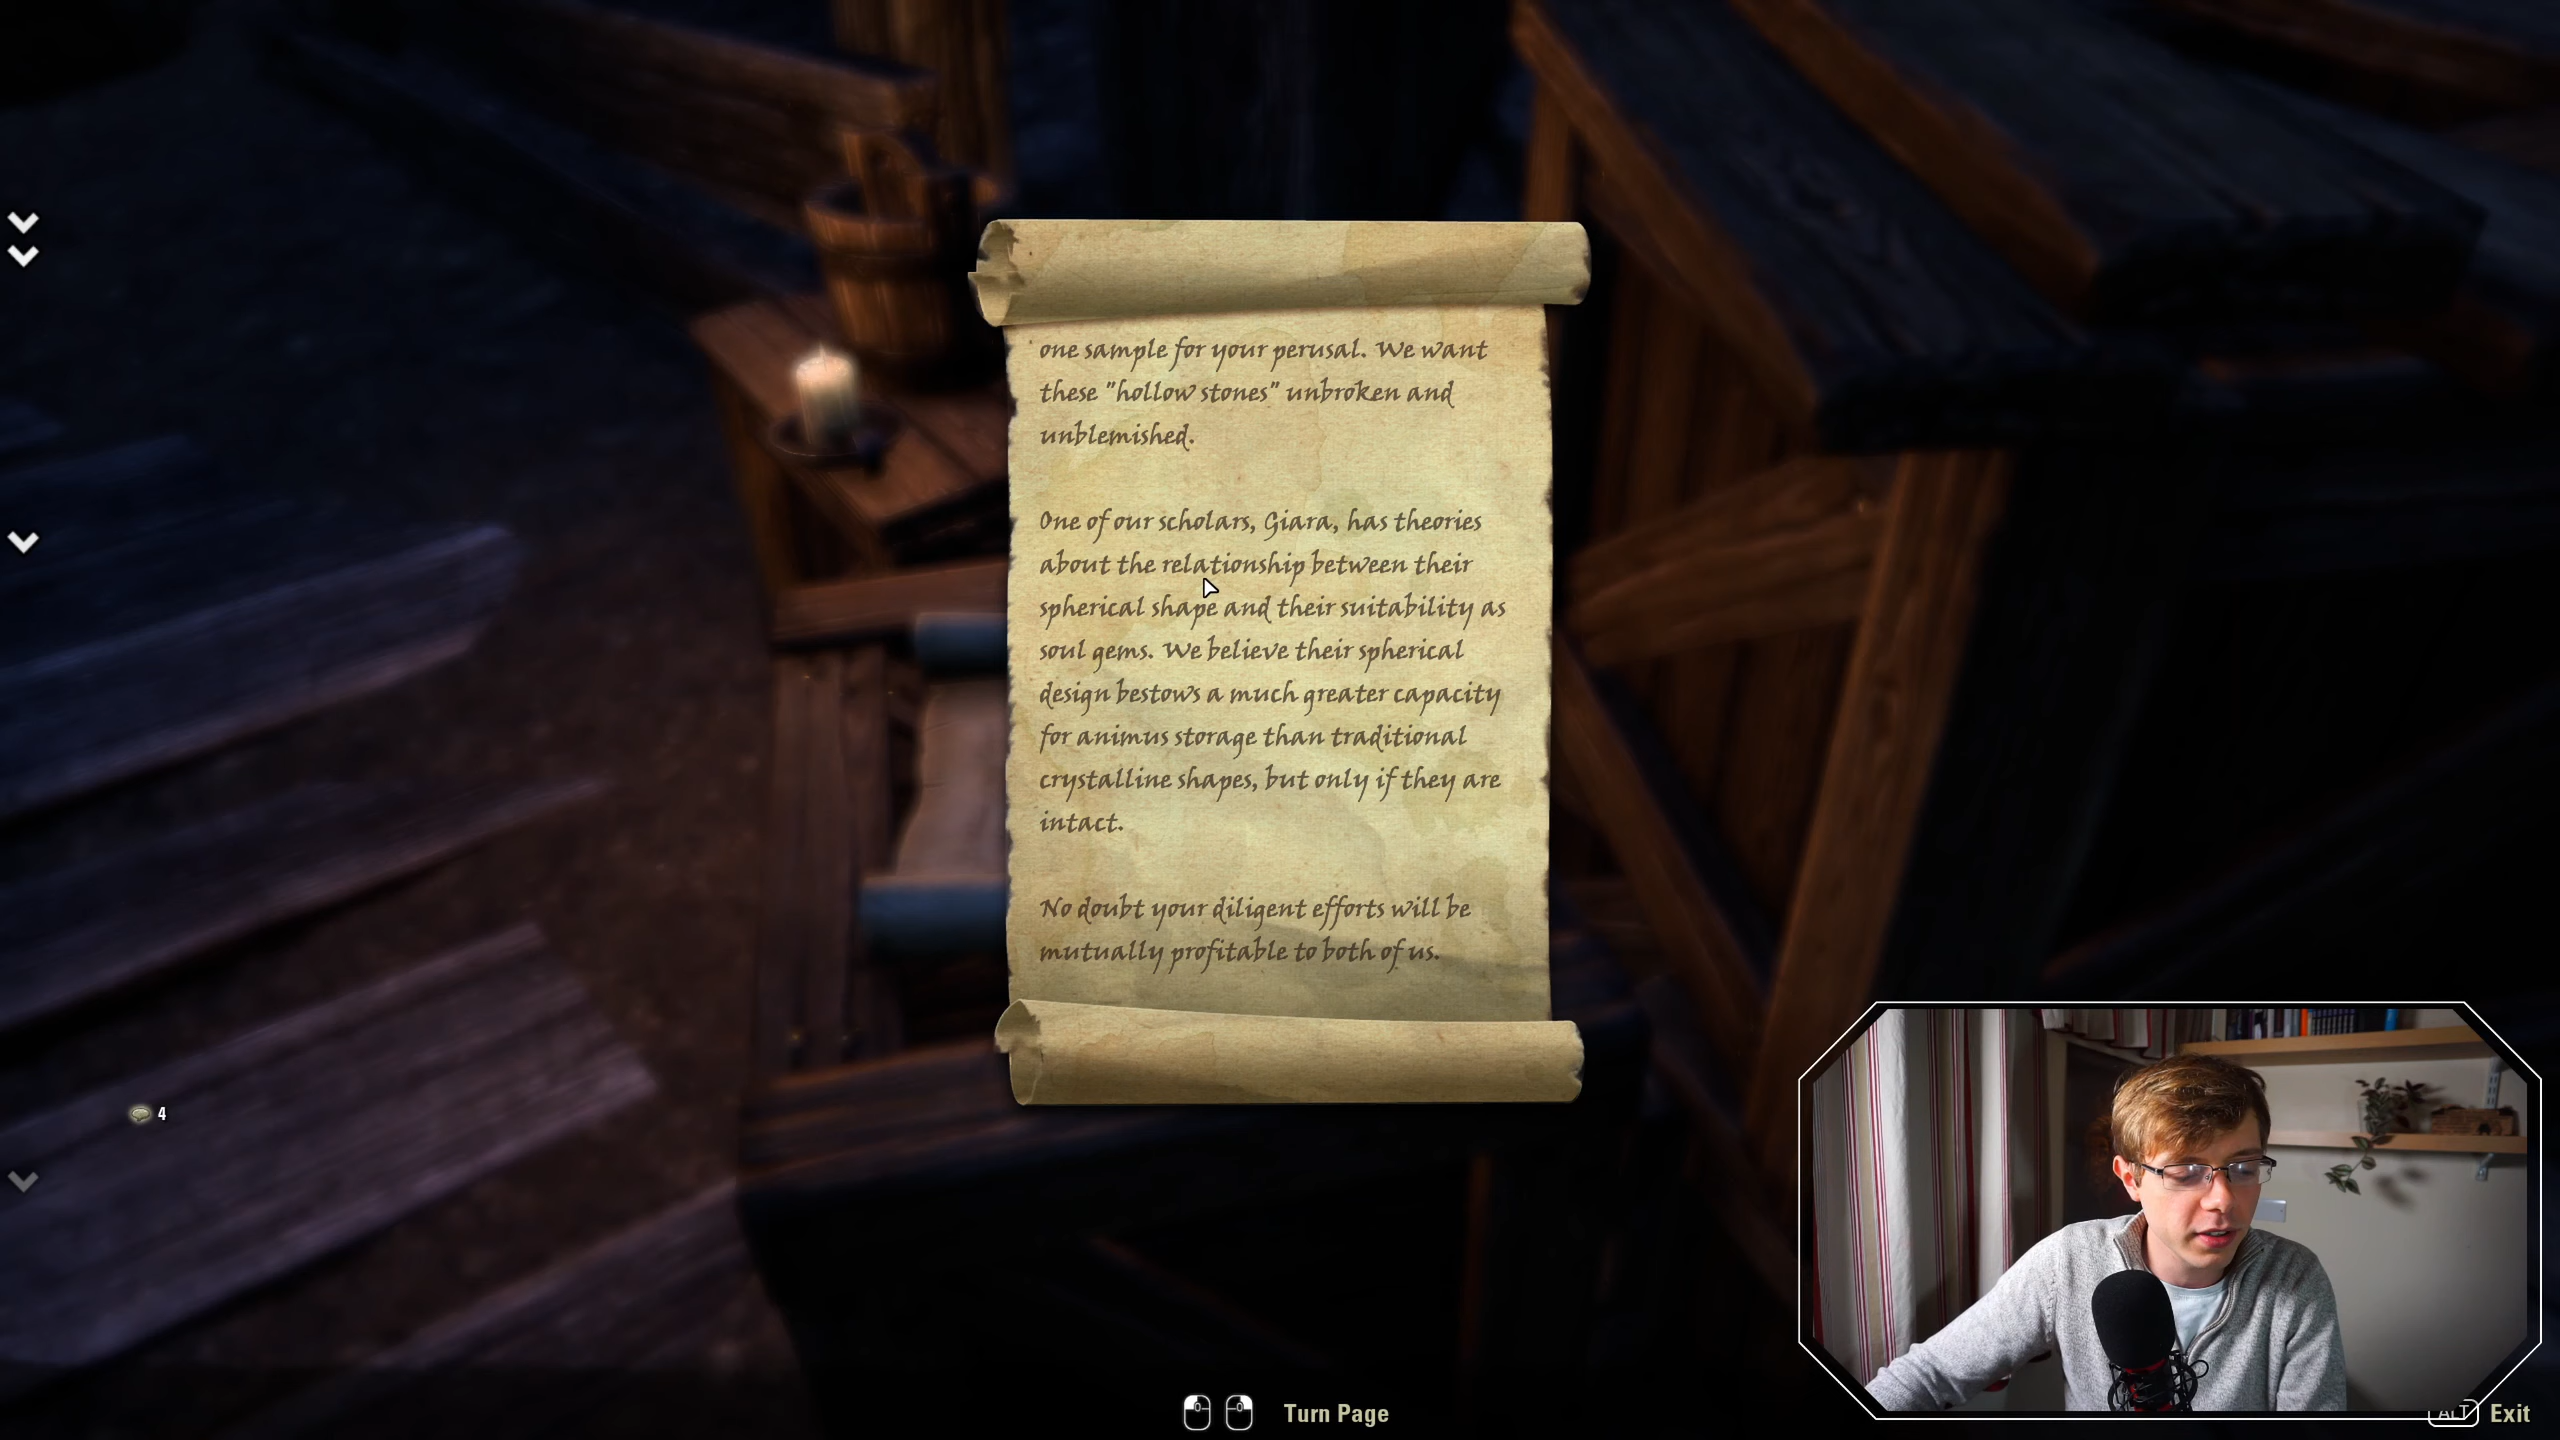 one sample for your perusal. We want
these "hollow stones" unbroken and
unblemished.
One of our scholars, Giara, has theories
about the relationship between their
spherical shape and their suitability as
soul gems. We believe their spherical
design bestows a much greater capacity
for animus storage than traditional
crystalline shapes, but only if they are
intact.
No doubt your diligent efforts will be
mutually profitable to both of us.
4
Turn Page
ALT Exit